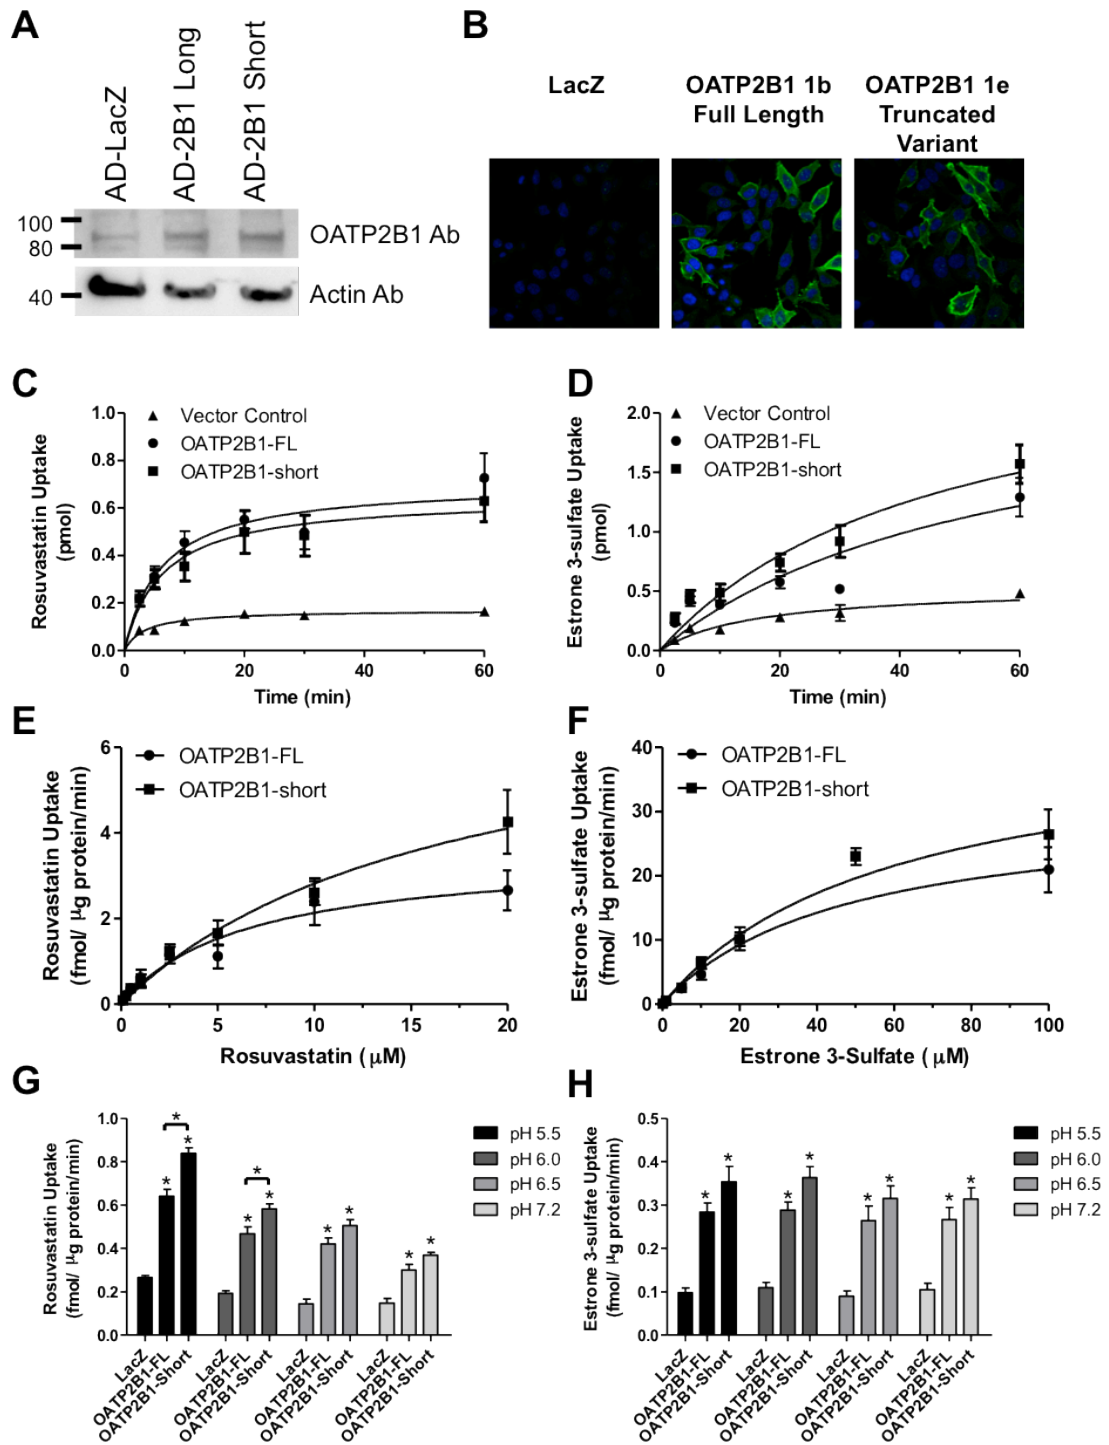 A
AD-LacZ
AD-2B1 Long
AD-2B1 Short
100
80
OATP2B1 Ab
40
Actin Ab
B
LacZ
OATP2B1 1b
Full Length
OATP2B1 1e
Truncated
Variant
C
Rosuvastatin Uptake
(pmol)
1.0
0.8
0.6
0.4
0.2
0.0
Vector Control
OATP2B1-FL
OATP2B1-short
0
20
40
60
Time (min)
D
Estrone 3-sulfate Uptake
(pmol)
2.0
1.5
1.0
0.5
0.0
Vector Control
OATP2B1-FL
OATP2B1-short
0
20
40
60
Time (min)
E
Rosuvastatin Uptake
(fmol/ μg protein/min)
6
4
2
0
OATP2B1-FL
OATP2B1-short
0
5
10
15
20
Rosuvastatin ( μM)
F
Estrone 3-sulfate Uptake
(fmol/ μg protein/min)
40
30
20
10
0
OATP2B1-FL
OATP2B1-short
0
20
40
60
80
100
Estrone 3-Sulfate ( μM)
G
Rosuvastatin Uptake
(fmol/ μg protein/min)
1.0
0.8
0.6
0.4
0.2
0.0
* * *
* * *
* *
* *
pH 5.5
pH 6.0
pH 6.5
pH 7.2
LacZ
OATP2B1-FL
OATP2B1-Short
LacZ
OATP2B1-FL
OATP2B1-Short
LacZ
OATP2B1-FL
OATP2B1-Short
LacZ
OATP2B1-FL
OATP2B1-Short
H
Estrone 3-sulfate Uptake
(fmol/ μg protein/min)
0.5
0.4
0.3
0.2
0.1
0.0
* *
* *
* *
* *
pH 5.5
pH 6.0
pH 6.5
pH 7.2
LacZ
OATP2B1-FL
OATP2B1-Short
LacZ
OATP2B1-FL
OATP2B1-Short
LacZ
OATP2B1-FL
OATP2B1-Short
LacZ
OATP2B1-FL
OATP2B1-Short